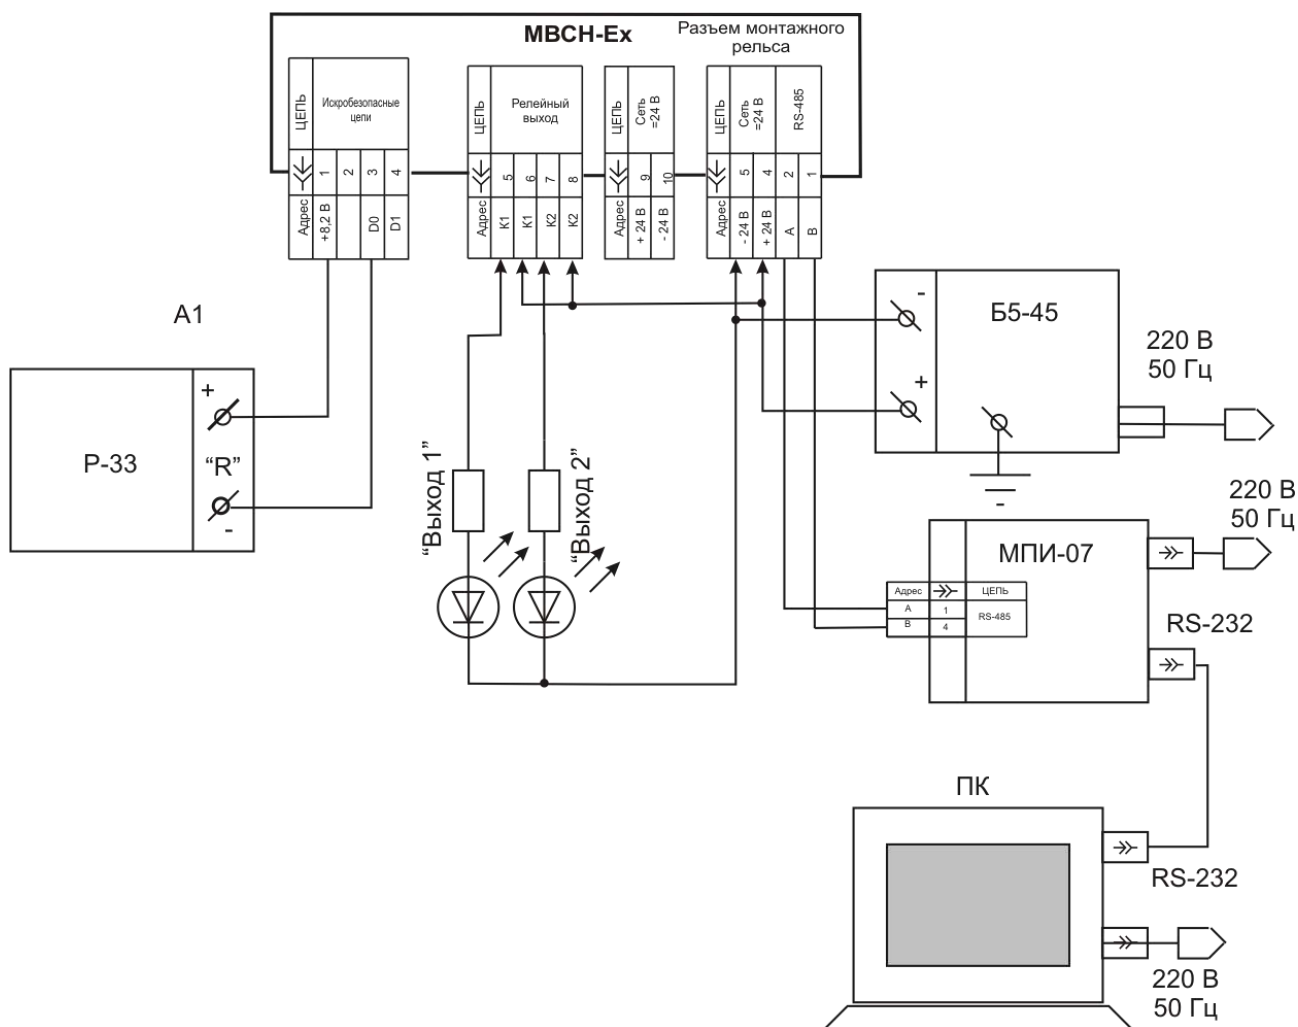 МВСН-Ex
Разъем монтажного
рельса
ЦЕПЬ
Искробезопасные
цепи
1
2
3
4
Адрес
+8,2 В
D0
D1
ЦЕПЬ
Релейный
выход
5
6
7
8
Адрес
К1
К1
К2
К2
ЦЕПЬ
Сеть
=24 В
9
10
Адрес
+ 24 В
- 24 В
ЦЕПЬ
Сеть
=24 В
RS-485
5
4
2
1
Адрес
- 24 В
+ 24 В
А
В
А1
Р-33
+
“R”
-
“Выход 1”
“Выход 2”
-
+
Б5-45
220 В
50 Гц
-
220 В
50 Гц
МПИ-07
Адрес
ЦЕПЬ
А
1
RS-485
В
4
RS-232
ПК
RS-232
220 В
50 Гц